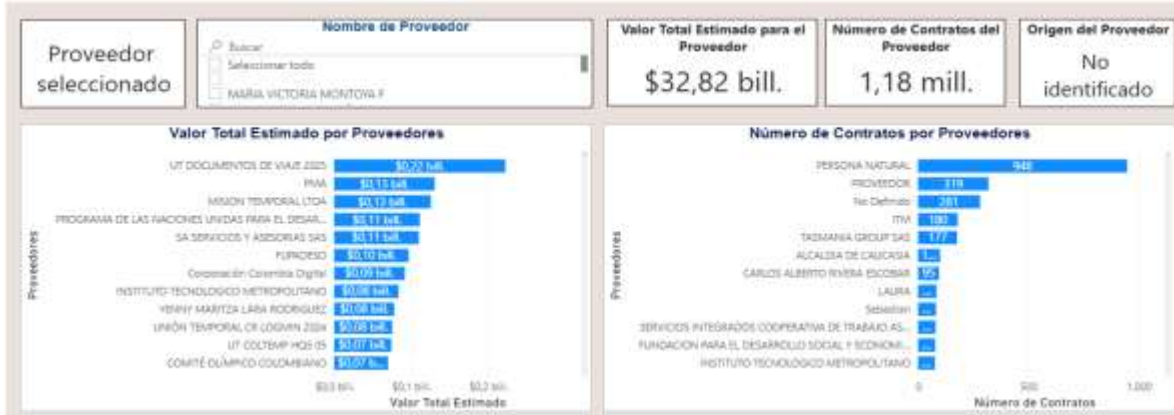 Proveedor
seleccionado
Nombre de Proveedor
Buscar
Seleccionar todo
MARIA VICTORIA MONTOYA F
Valor Total Estimado para el
Proveedor
$32,82 bill.
Número de Contratos del
Proveedor
1,18 mill.
Origen del Proveedor
No
identificado
Valor Total Estimado por Proveedores
Proveedores
UT DOCUMENTOS DE VIAJE 2025 $0,22 bill.
PMA $0,13 bill.
MISION TEMPORAL LTDA $0,13 bill.
PROGRAMA DE LAS NACIONES UNIDAS PARA EL DESAR... $0,11 bill.
SA SERVICIOS Y ASESORIAS SAS $0,11 bill.
FUPADESO $0,10 bill.
Corporación Colombia Digital $0,09 bill.
INSTITUTO TECNOLOGICO METROPOLITANO $0,08 bill.
YENNY MARITZA LARA RODRIGUEZ $0,08 bill.
UNIÓN TEMPORAL CR LOGMIN 2024 $0,08 bill.
UT COLTEMP HQS 05 $0,07 bill.
COMITÉ OLÍMPICO COLOMBIANO $0,07 b...
$0,0 bill. $0,1 bill. $0,2 bill.
Valor Total Estimado
Número de Contratos por Proveedores
Proveedores
PERSONA NATURAL 948
PROVEEDOR 319
No Definido 281
ITM 180
TAZMANIA GROUP SAS 177
ALCALDIA DE CAUCASIA 1...
CARLOS ALBERTO RIVERA ESCOBAR 95
LAURA ...
Sebastian ...
SERVICIOS INTEGRADOS COOPERATIVA DE TRABAJO AS... ...
FUNDACION PARA EL DESARROLLO SOCIAL Y ECONOMI... ...
INSTITUTO TECNOLOGICO METROPOLITANO ...
0 500 1.000
Número de Contratos